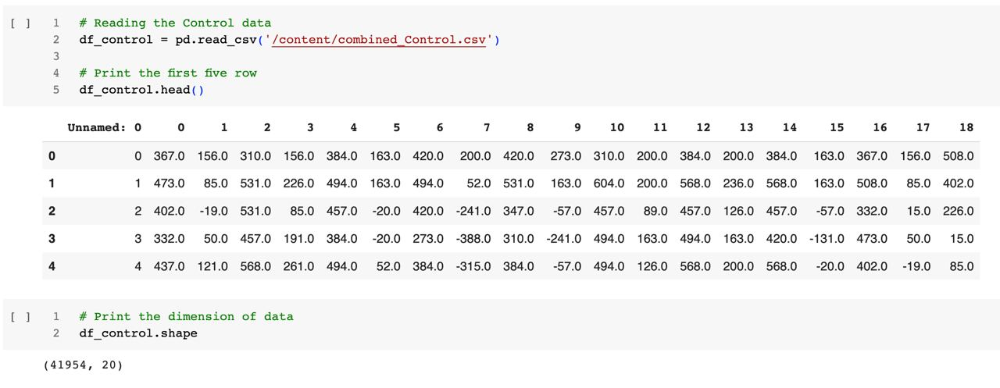 [ ] 1 # Reading the Control data
2 df_control = pd.read_csv('/content/combined_Control.csv')
3
4 # Print the first five row
5 df_control.head()
Unnamed: 0 0 1 2 3 4 5 6 7 8 9 10 11 12 13 14 15 16 17 18
0 0 367.0 156.0 310.0 156.0 384.0 163.0 420.0 200.0 420.0 273.0 310.0 200.0 384.0 200.0 384.0 163.0 367.0 156.0 508.0
1 1 473.0 85.0 531.0 226.0 494.0 163.0 494.0 52.0 531.0 163.0 604.0 200.0 568.0 236.0 568.0 163.0 508.0 85.0 402.0
2 2 402.0 -19.0 531.0 85.0 457.0 -20.0 420.0 -241.0 347.0 -57.0 457.0 89.0 457.0 126.0 457.0 -57.0 332.0 15.0 226.0
3 3 332.0 50.0 457.0 191.0 384.0 -20.0 273.0 -388.0 310.0 -241.0 494.0 163.0 494.0 163.0 420.0 -131.0 473.0 50.0 15.0
4 4 437.0 121.0 568.0 261.0 494.0 52.0 384.0 -315.0 384.0 -57.0 494.0 126.0 568.0 200.0 568.0 -20.0 402.0 -19.0 85.0
[ ] 1 # Print the dimension of data
2 df_control.shape
(41954, 20)